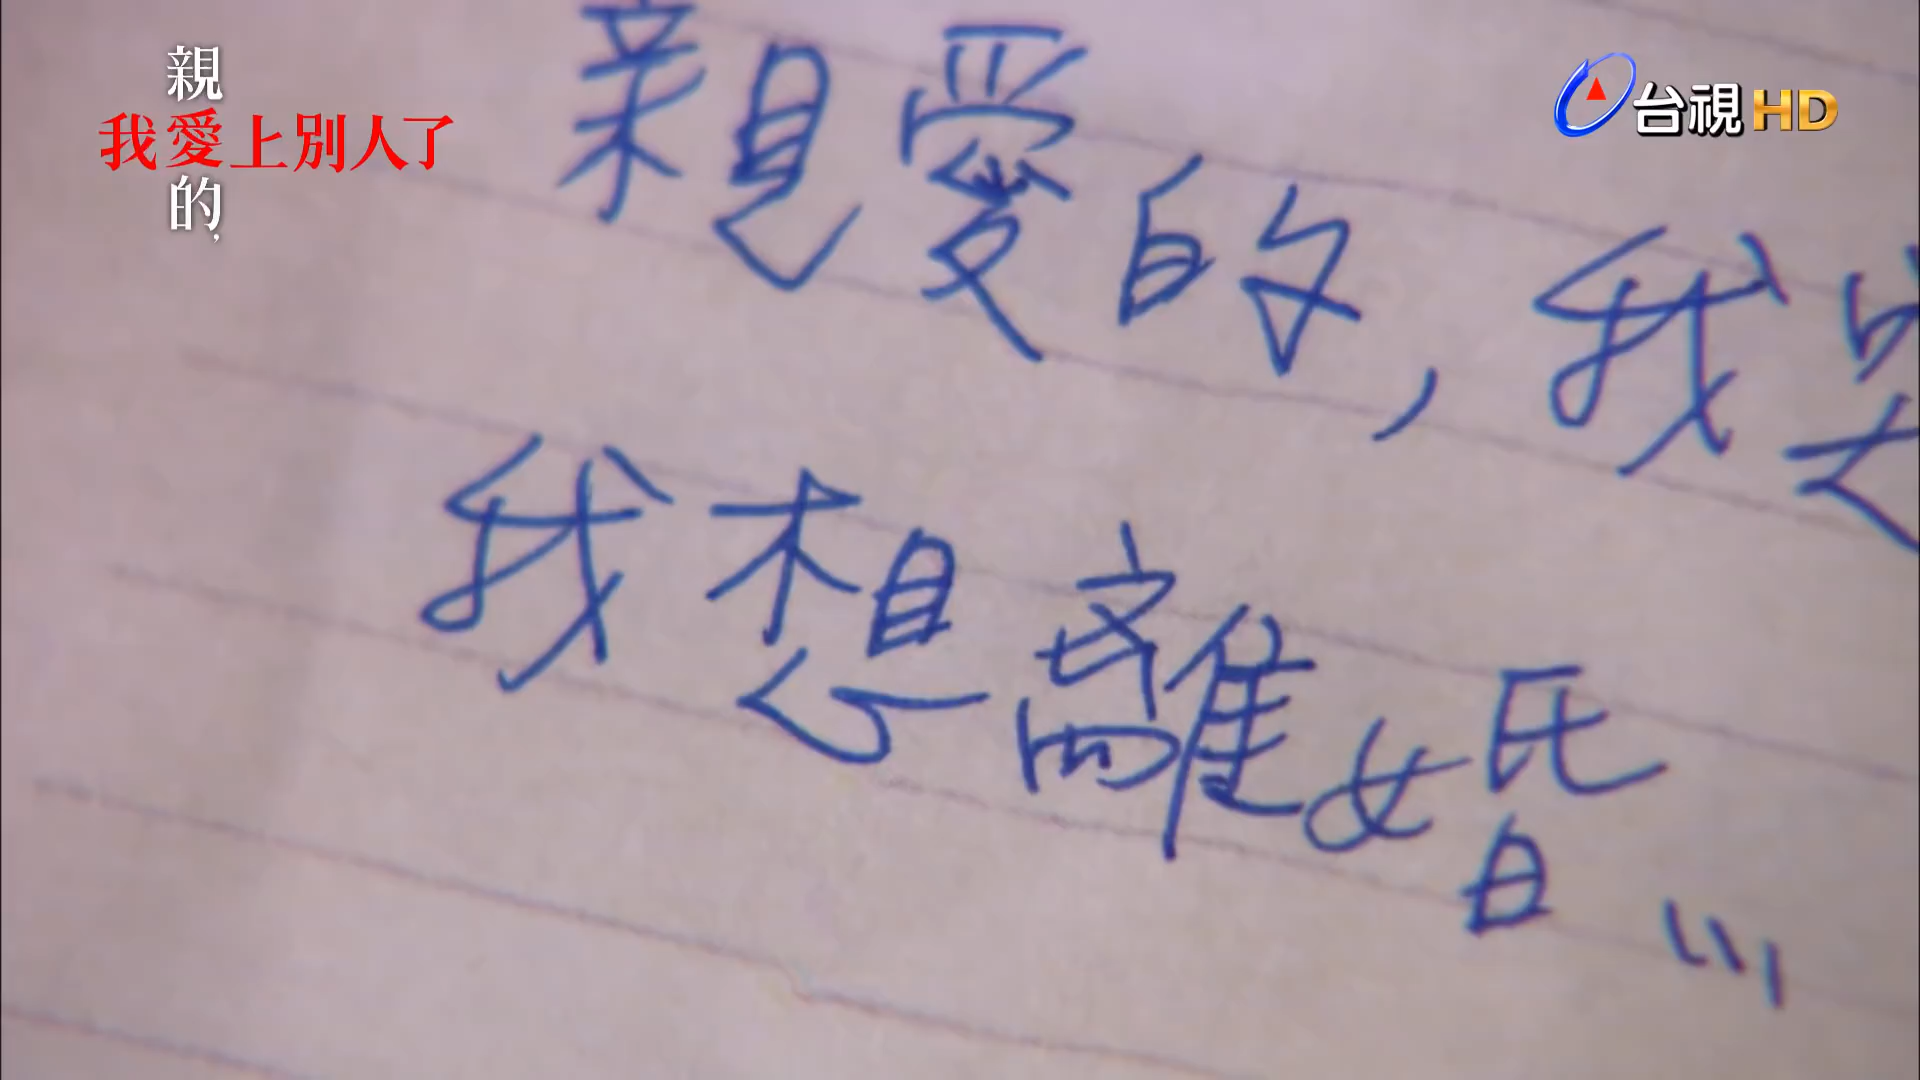 親
我愛上別人了
的,
台視HD
親愛的,我
我想離婚...